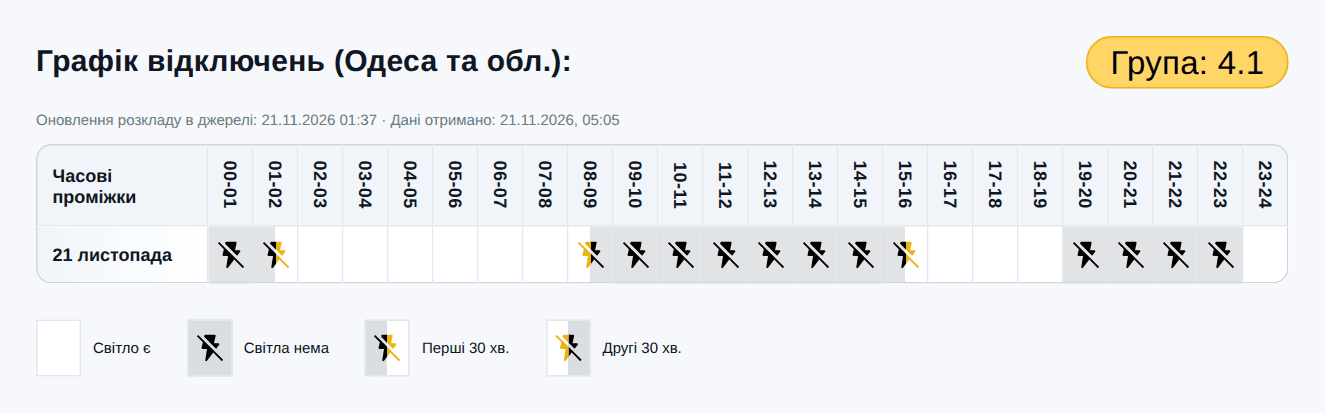 Графік відключень (Одеса та обл.):
Група: 4.1
Оновлення розкладу в джерелі: 21.11.2026 01:37 · Дані отримано: 21.11.2026, 05:05
Часові
проміжки
00-01
01-02
02-03
03-04
04-05
05-06
06-07
07-08
08-09
09-10
10-11
11-12
12-13
13-14
14-15
15-16
16-17
17-18
18-19
19-20
20-21
21-22
22-23
23-24
21 листопада
Світло є
Світла нема
Перші 30 хв.
Другі 30 хв.